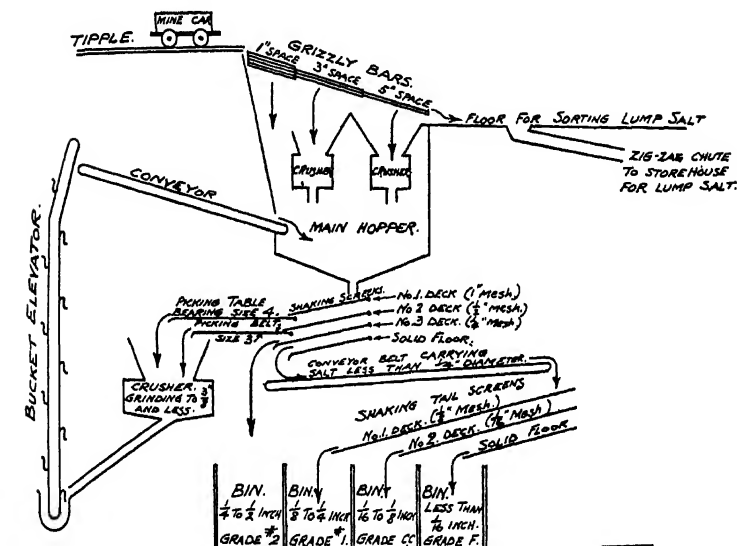 MINE CAR
TIPPLE.
GRIZZLY BARS.
1" SPACE 3" SPACE 5" SPACE
FLOOR FOR SORTING LUMP SALT
ZIG-ZAG CHUTE
TO STOREHOUSE
FOR LUMP SALT.
CRUSHER
CRUSHER
CONVEYOR
MAIN HOPPER.
BUCKET ELEVATOR.
PICKING TABLE
BEARING SIZE 4.
SHAKING SCREENS.
No.1. DECK (1" MESH.)
No 2 DECK (½" MESH.)
No.3 DECK. (¼" MESH)
SOLID FLOOR.
PICKING BELT.
SIZE 3
CONVEYOR BELT CARRYING
SALT LESS THAN DIAMETER.
CRUSHER.
GRINDING TO ⅜"
AND LESS.
SHAKING TAIL SCREENS
No.1. DECK. (⅛" MESH.)
No 2. DECK MESH)
SOLID FLOOR
BIN.
¼ TO ½ INCH
GRADE #2
BIN.
⅛ TO ¼ INCH
GRADE #1.
BIN.
1/16 TO ⅛ INCH
GRADE CC
BIN.
LESS THAN
1/16 INCH.
GRADE F.